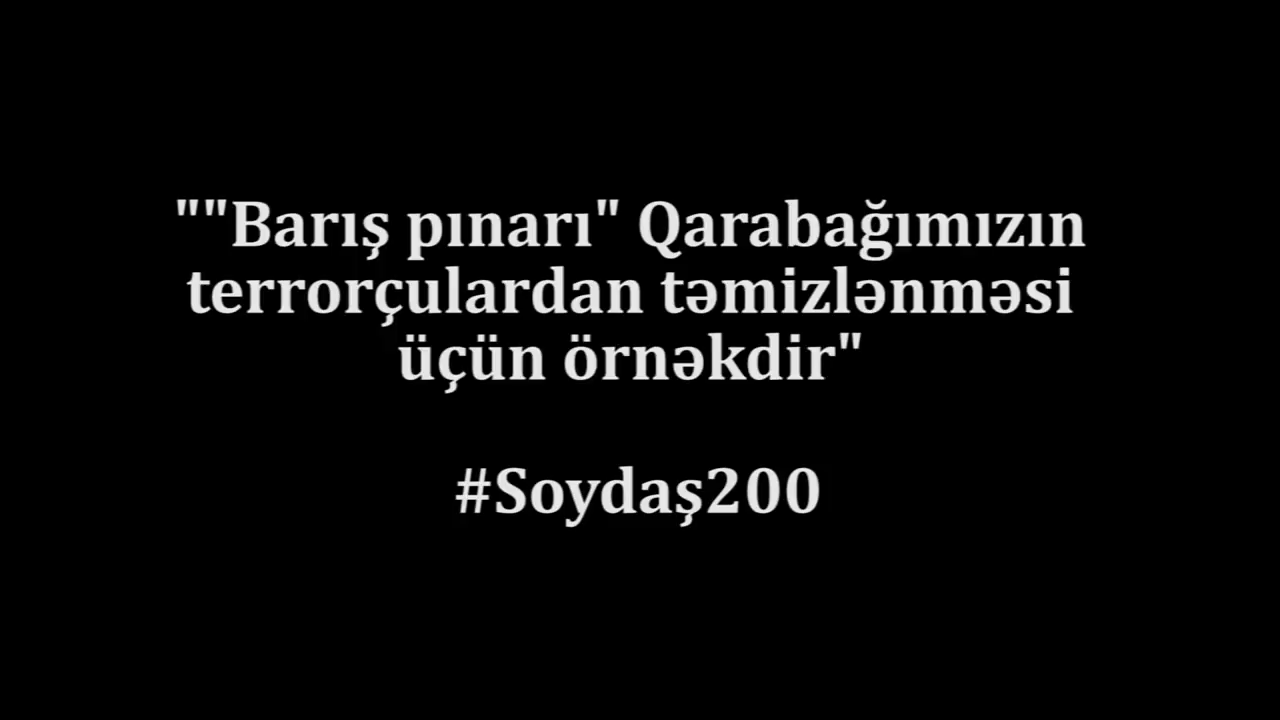 ""Barış pınarı" Qarabağımızın
terrorçulardan təmizlənməsi
üçün örnəkdir"
#Soydaş200